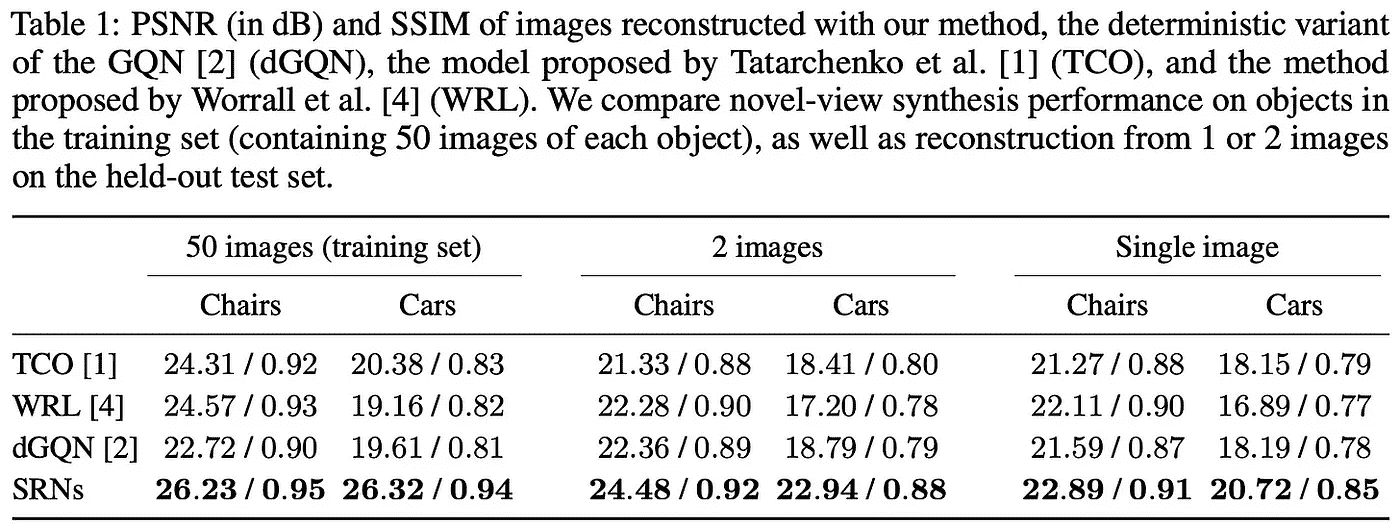 Table 1: PSNR (in dB) and SSIM of images reconstructed with our method, the deterministic variant
of the GQN [2] (dGQN), the model proposed by Tatarchenko et al. [1] (TCO), and the method
proposed by Worrall et al. [4] (WRL). We compare novel-view synthesis performance on objects in
the training set (containing 50 images of each object), as well as reconstruction from 1 or 2 images
on the held-out test set.
50 images (training set) 2 images Single image
Chairs Cars Chairs Cars Chairs Cars
TCO [1] 24.31 / 0.92 20.38 / 0.83 21.33 / 0.88 18.41 / 0.80 21.27 / 0.88 18.15 / 0.79
WRL [4] 24.57 / 0.93 19.16 / 0.82 22.28 / 0.90 17.20 / 0.78 22.11 / 0.90 16.89 / 0.77
dGQN [2] 22.72 / 0.90 19.61 / 0.81 22.36 / 0.89 18.79 / 0.79 21.59 / 0.87 18.19 / 0.78
SRNs 26.23 / 0.95 26.32 / 0.94 24.48 / 0.92 22.94 / 0.88 22.89 / 0.91 20.72 / 0.85